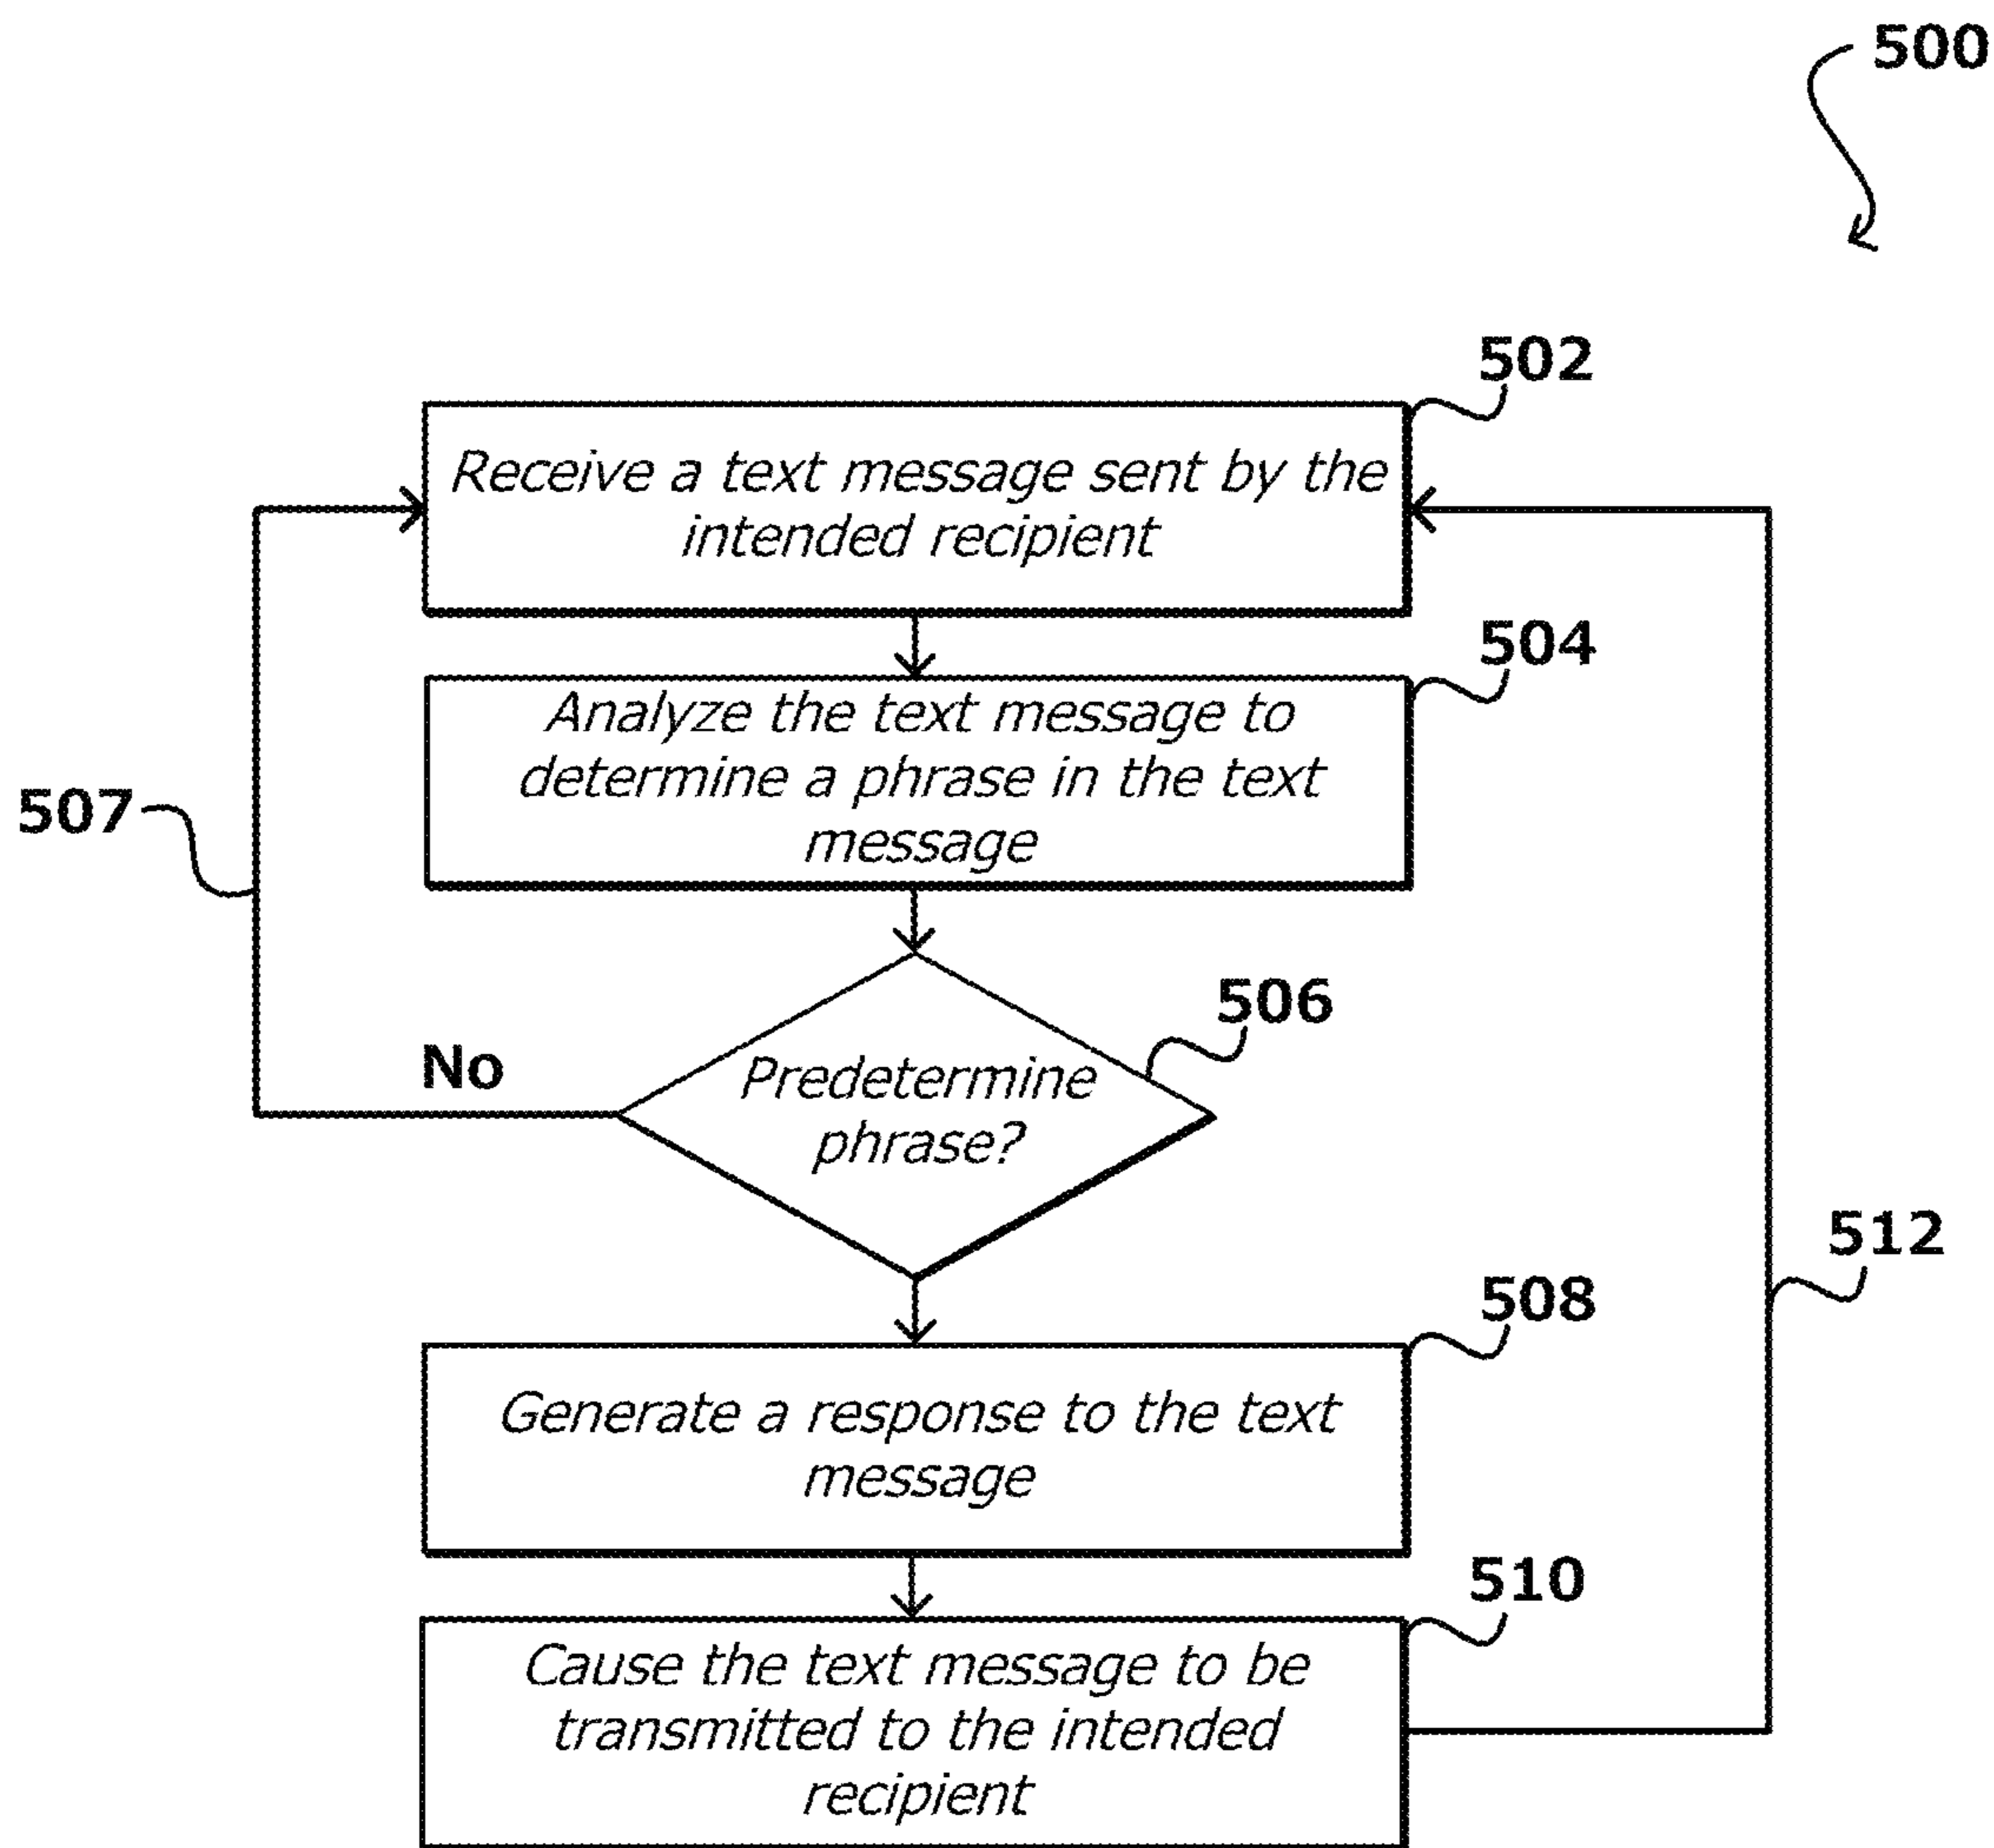 500
502
Receive a text message sent by the
intended recipient
504
Analyze the text message to
determine a phrase in the text
message
507
506
No
Predetermine
phrase?
512
508
Generate a response to the text
message
510
Cause the text message to be
transmitted to the intended
recipient